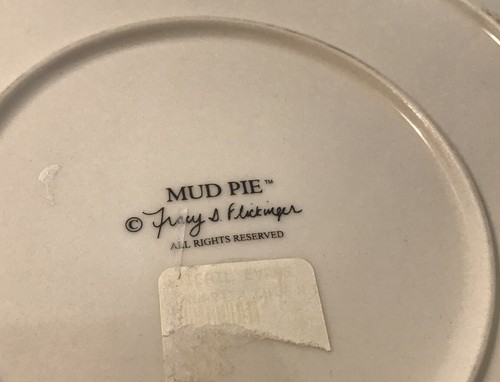 MUD PIE™
© Tracy S. Flickinger
ALL RIGHTS RESERVED